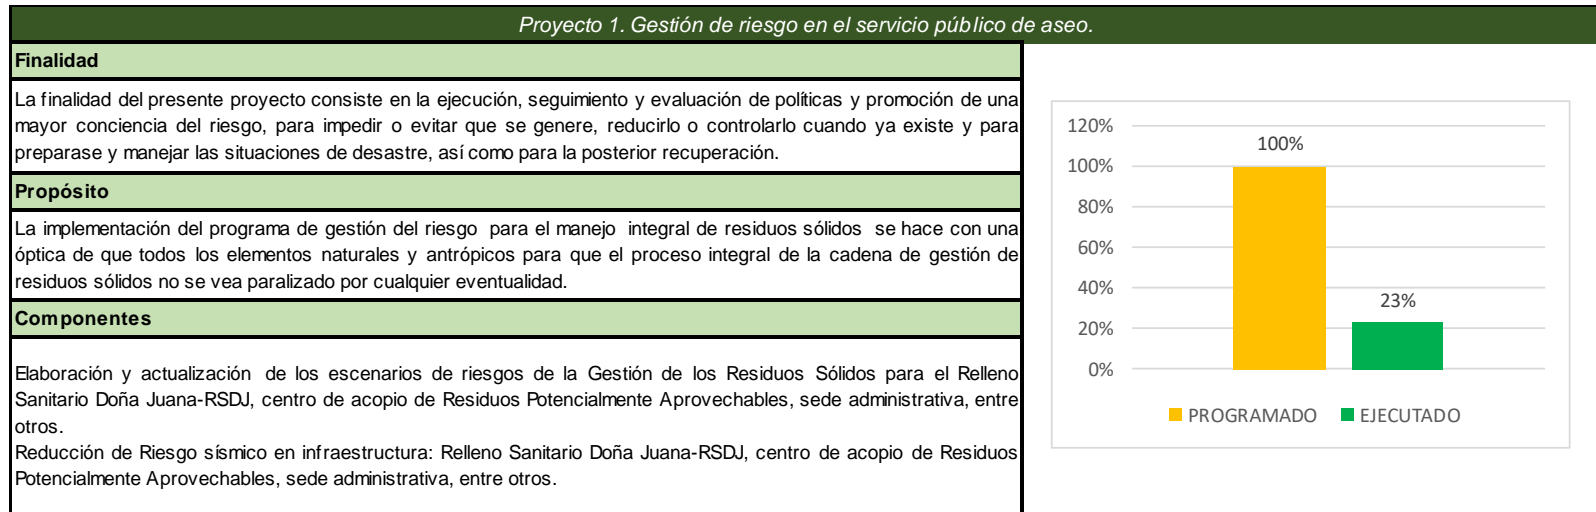 Proyecto 1. Gestión de riesgo en el servicio público de aseo.
Finalidad
La finalidad del presente proyecto consiste en la ejecución, seguimiento y evaluación de políticas y promoción de una
mayor conciencia del riesgo, para impedir o evitar que se genere, reducirlo o controlarlo cuando ya existe y para
preparase y manejar las situaciones de desastre, así como para la posterior recuperación.
Propósito
La implementación del programa de gestión del riesgo para el manejo integral de residuos sólidos se hace con una
óptica de que todos los elementos naturales y antrópicos para que el proceso integral de la cadena de gestión de
residuos sólidos no se vea paralizado por cualquier eventualidad.
Componentes
Elaboración y actualización de los escenarios de riesgos de la Gestión de los Residuos Sólidos para el Relleno
Sanitario Doña Juana-RSDJ, centro de acopio de Residuos Potencialmente Aprovechables, sede administrativa, entre
otros.
Reducción de Riesgo sísmico en infraestructura: Relleno Sanitario Doña Juana-RSDJ, centro de acopio de Residuos
Potencialmente Aprovechables, sede administrativa, entre otros.
120%
100%
80%
60%
40%
20%
0%
100%
23%
PROGRAMADO EJECUTADO